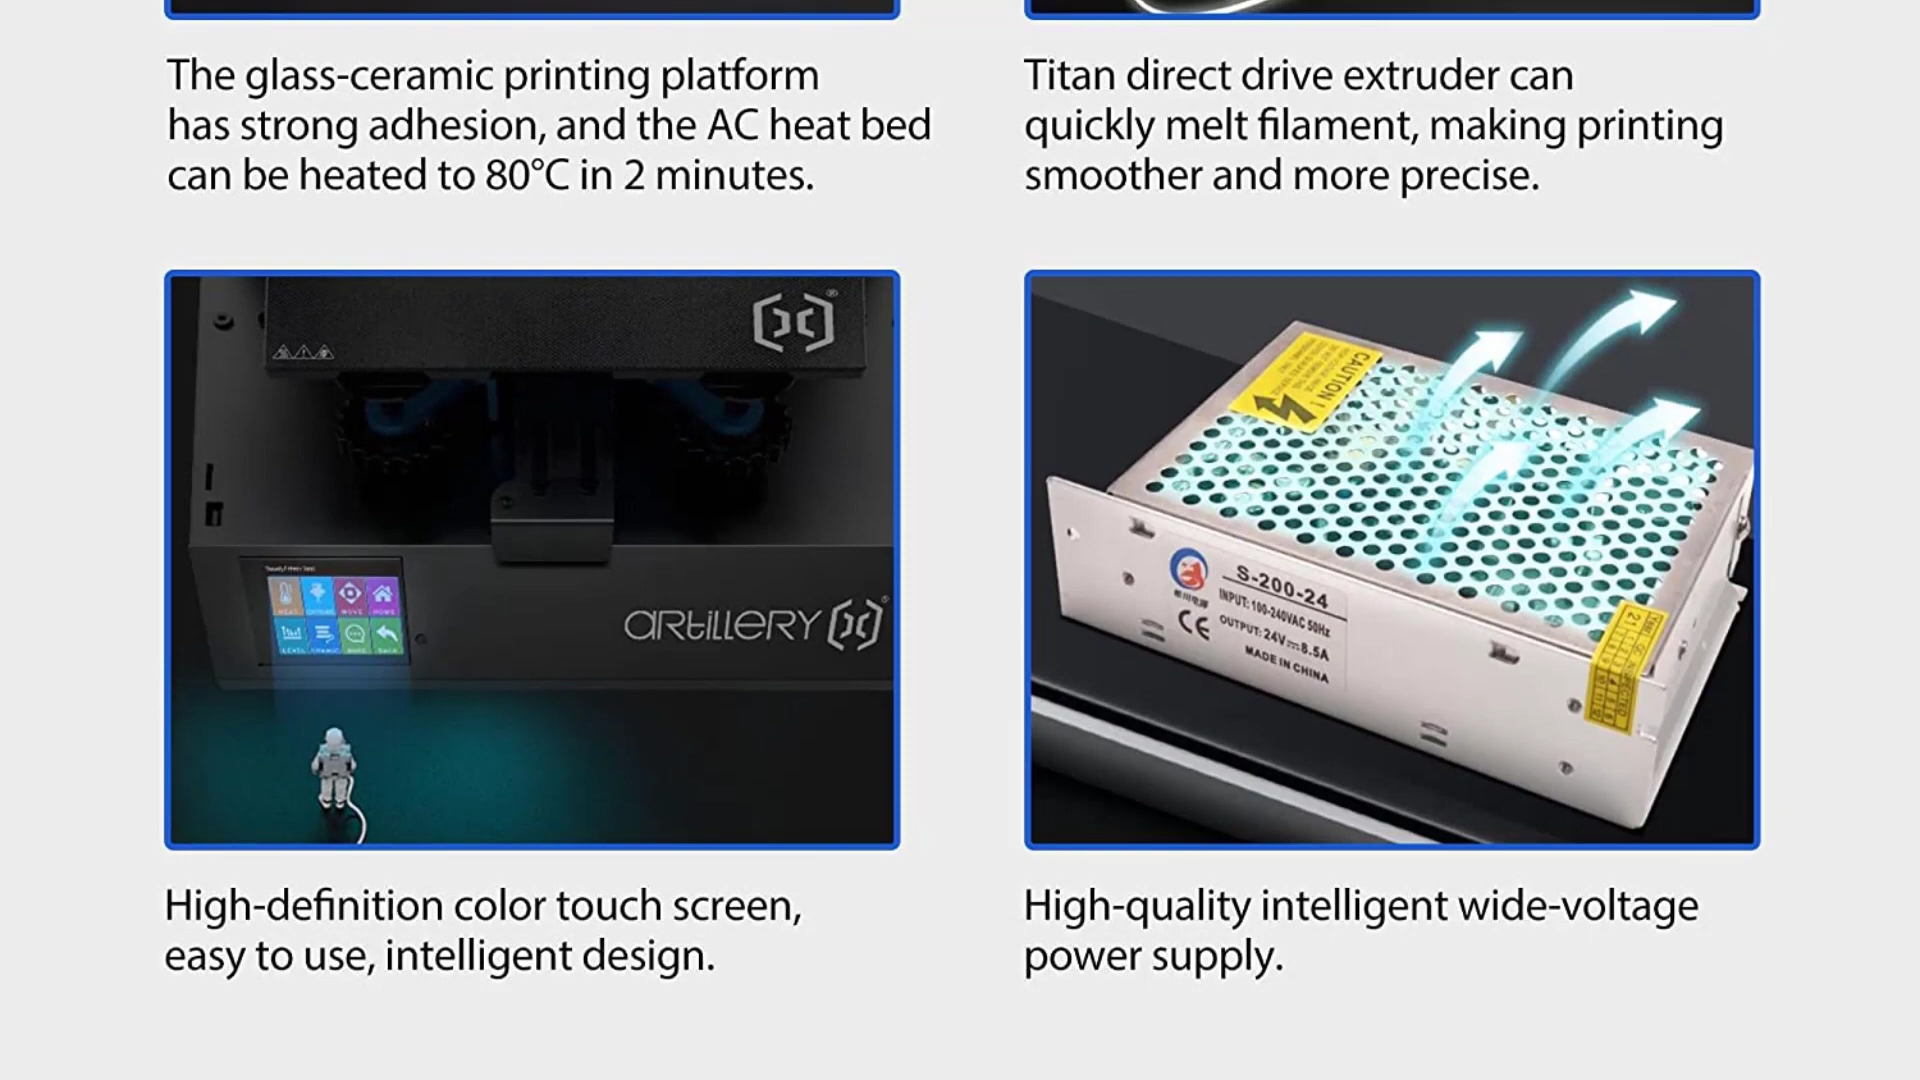 The glass-ceramic printing platform
has strong adhesion, and the AC heat bed
can be heated to 80°C in 2 minutes.
Titan direct drive extruder can
quickly melt filament, making printing
smoother and more precise.
HOME
LEVEL
ARtiLLERY
High-definition color touch screen,
easy to use, intelligent design.
CAUTION!
S-200-24
INPUT: 100-240VAC 50Hz
OUTPUT: 24V⎓8.5A
MADE IN CHINA
CE
High-quality intelligent wide-voltage
power supply.